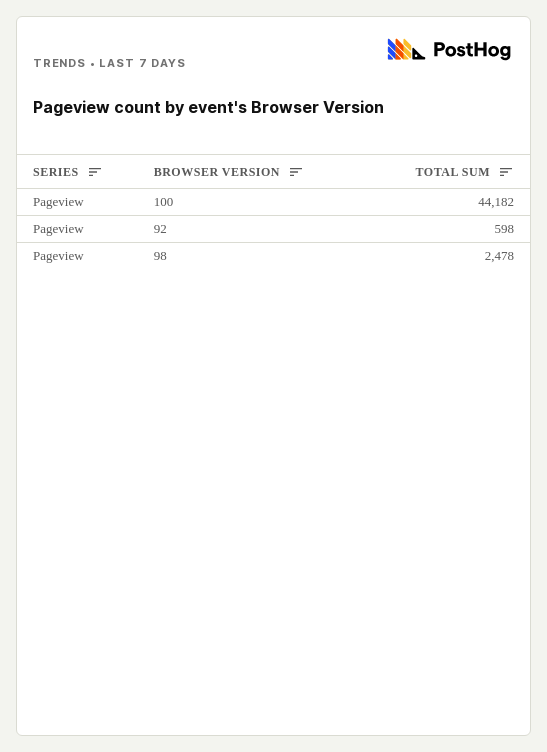 PostHog
TRENDS • LAST 7 DAYS
Pageview count by event's Browser Version
SERIES BROWSER VERSION TOTAL SUM
Pageview 100 44,182
Pageview 92 598
Pageview 98 2,478